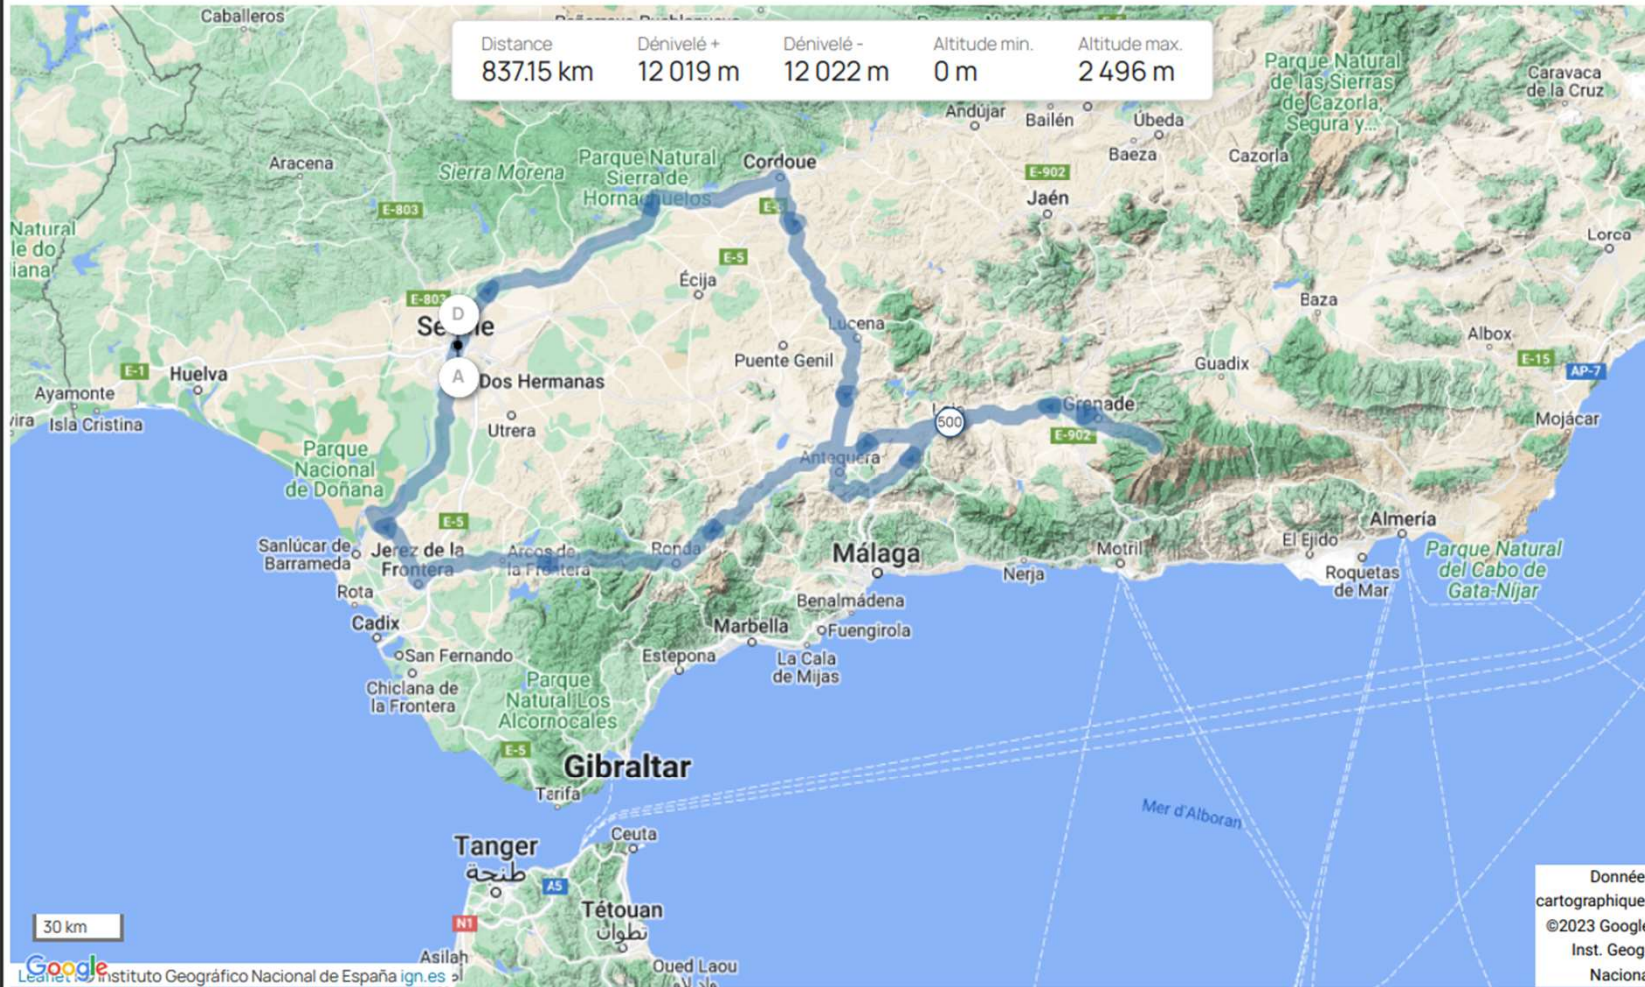 Caballeros
Distance
837.15 km
Dénivelé +
12 019 m
Dénivelé -
12 022 m
Altitude min.
0 m
Altitude max.
2 496 m
Parque Natural
de las Sierras
de Cazorla,
Segura y...
Caravaca
de la Cruz
Andújar
Bailén
Úbeda
Baeza
Cazorla
Aracena
Sierra Morena
Parque Natural
Sierra de
Hornachuelos
Cordoue
E-902
Jaén
E-803
Natural
Lorca
E-5
Écija
E-803
D
Baza
Lucena
Albox
Puente Genil
E-15
Guadix
AP-7
E-1
Huelva
A
Dos Hermanas
Ayamonte
Isla Cristina
Utrera
Grenade
500
E-902
Mojácar
Parque
Nacional
de Doñana
Antequera
E-5
Almería
Sanlúcar de
Barrameda
Jerez de la
Frontera
Arcos de
la Frontera
Ronda
Málaga
Motril
El Ejido
Parque Natural
del Cabo de
Gata-Níjar
Nerja
Roquetas
de Mar
Rota
Benalmádena
Cadix
Marbella
Fuengirola
San Fernando
Estepona
La Cala
de Mijas
Chiclana de
la Frontera
Parque
Natural Los
Alcornocales
E-5
Gibraltar
Tarifa
Mer d'Alboran
Ceuta
Tanger
طنجة
A5
Tétouan
تطوان
N1
30 km
Asilah
Oued Laou
Google
Leaflet
Instituto Geográfico Nacional de España ign.es
Donnée
cartographique
©2023 Google
Inst. Geog
Naciona